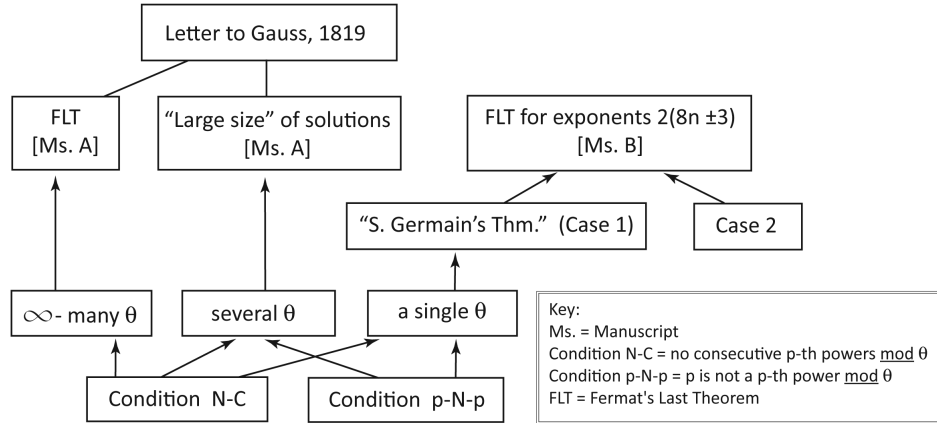 Letter to Gauss, 1819
FLT
[Ms. A]
“Large size” of solutions
[Ms. A]
FLT for exponents 2(8n ±3)
[Ms. B]
“S. Germain’s Thm.” (Case 1)
Case 2
∞- many θ
several θ
a single θ
Condition N-C
Condition p-N-p
Key:
Ms. = Manuscript
Condition N-C = no consecutive p-th powers mod θ
Condition p-N-p = p is not a p-th power mod θ
FLT = Fermat's Last Theorem